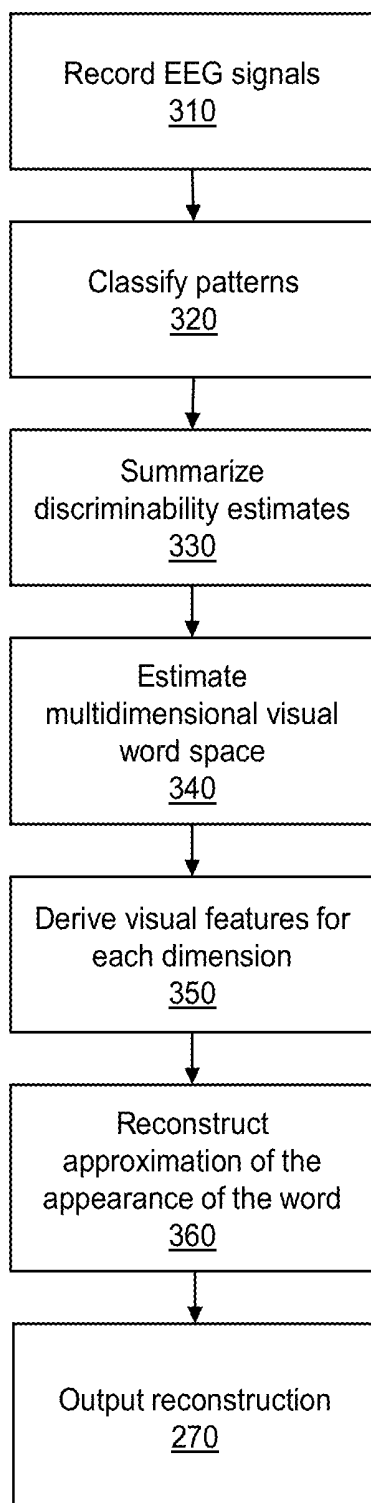 Record EEG signals
310
Classify patterns
320
Summarize
discriminability estimates
330
Estimate
multidimensional visual
word space
340
Derive visual features for
each dimension
350
Reconstruct
approximation of the
appearance of the word
360
Output reconstruction
270